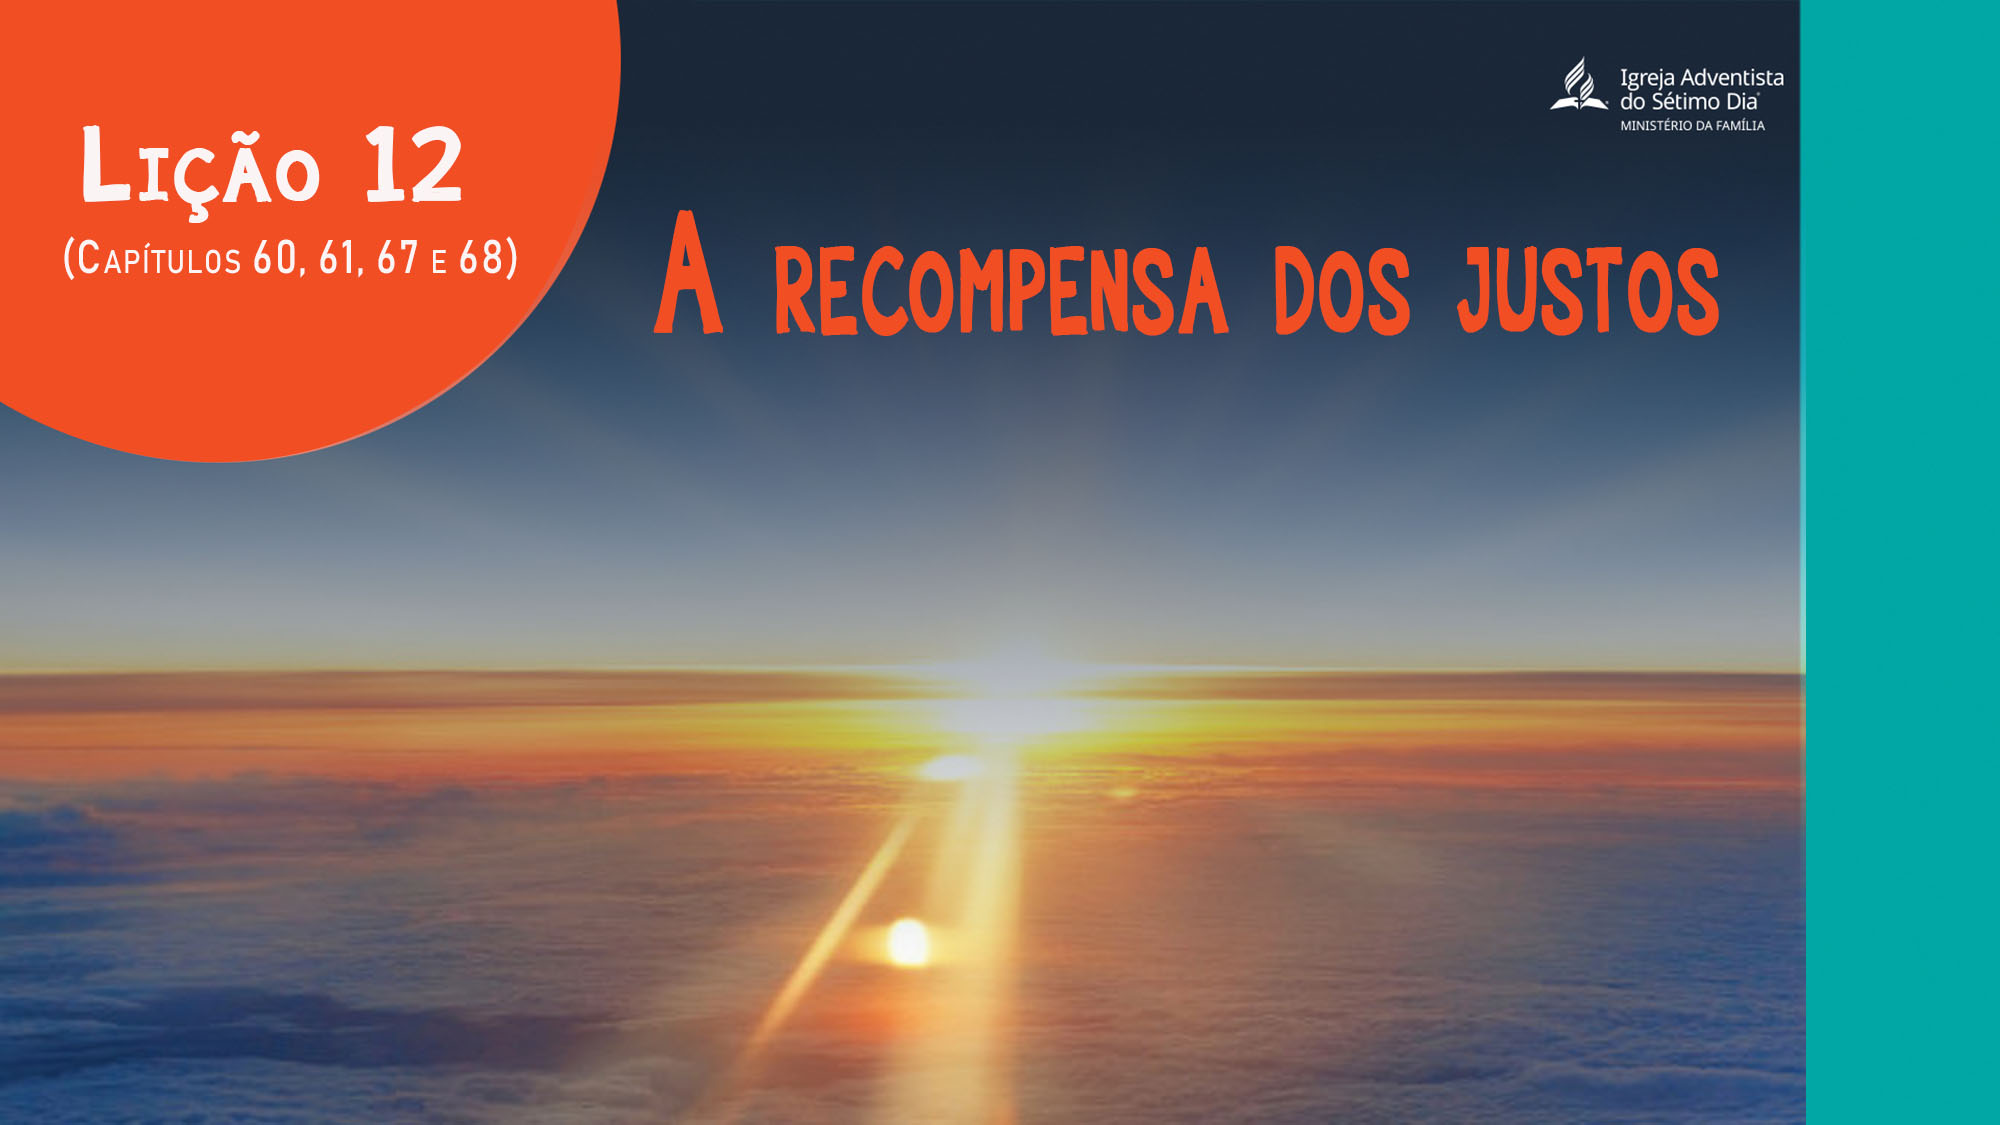 Lição 12
(Capítulos 60, 61, 67 e 68)
Igreja Adventista
do Sétimo Dia
MINISTÉRIO DA FAMÍLIA
A recompensa dos justos